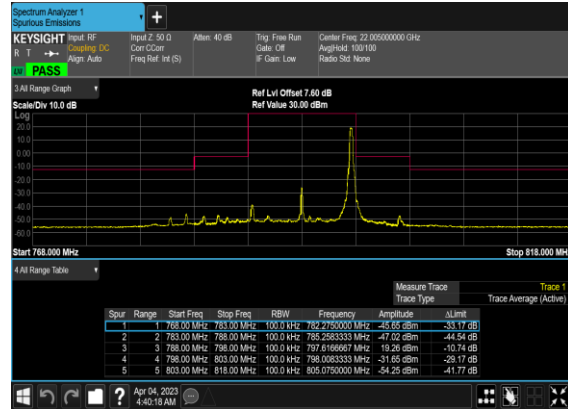 Spectrum Analyzer 1
Spurious Emissions
KEYSIGHT Input: RF Input Z: 50 Ω Atten: 40 dB Trig: Free Run Center Freq: 22.005000000 GHz
R T Coupling: DC Corr CCorr Gate: Off Avg|Hold: 100/100
Align: Auto Freq Ref: Int (S) IF Gain: Low Radio Std: None
PASS
3 All Range Graph Ref Lvl Offset 7.60 dB
Scale/Div 10.0 dB Ref Value 30.00 dBm
Log
20.0
10.0
0.00
-10.0
-20.0
-30.0
-40.0
-50.0
-60.0
Start 768.000 MHz Stop 818.000 MH
4 All Range Table
Measure Trace Trace 1
Trace Type Trace Average (Active)
Spur Range Start Freq Stop Freq RBW Frequency Amplitude ΔLimit
1 1 768.00 MHz 783.00 MHz 100.0 kHz 782.2750000 MHz -45.65 dBm -33.17 dB
2 2 783.00 MHz 788.00 MHz 100.0 kHz 785.2583333 MHz -47.02 dBm -44.54 dB
3 3 788.00 MHz 798.00 MHz 100.0 kHz 797.6166667 MHz 19.26 dBm -10.74 dB
4 4 798.00 MHz 803.00 MHz 100.0 kHz 798.0083333 MHz -31.65 dBm -29.17 dB
5 5 803.00 MHz 818.00 MHz 100.0 kHz 805.0750000 MHz -54.25 dBm -41.77 dB
? Apr 04, 2023
4:40:18 AM